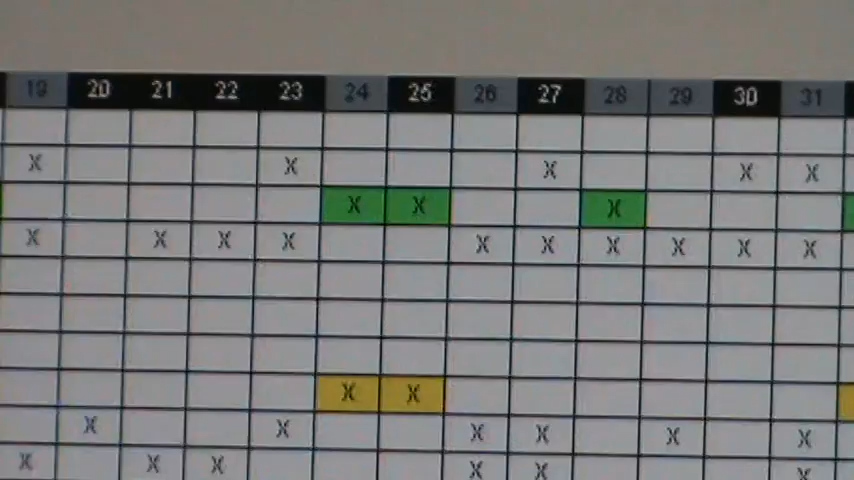 19 20 21 22 23 24 25 26 27 28 29 30 31
X X X X X
X X X
X X X X X X X X X X
X X
X X X X X X
X X X X X X